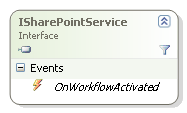 ISharePointService
Interface
Events
OnWorkflowActivated